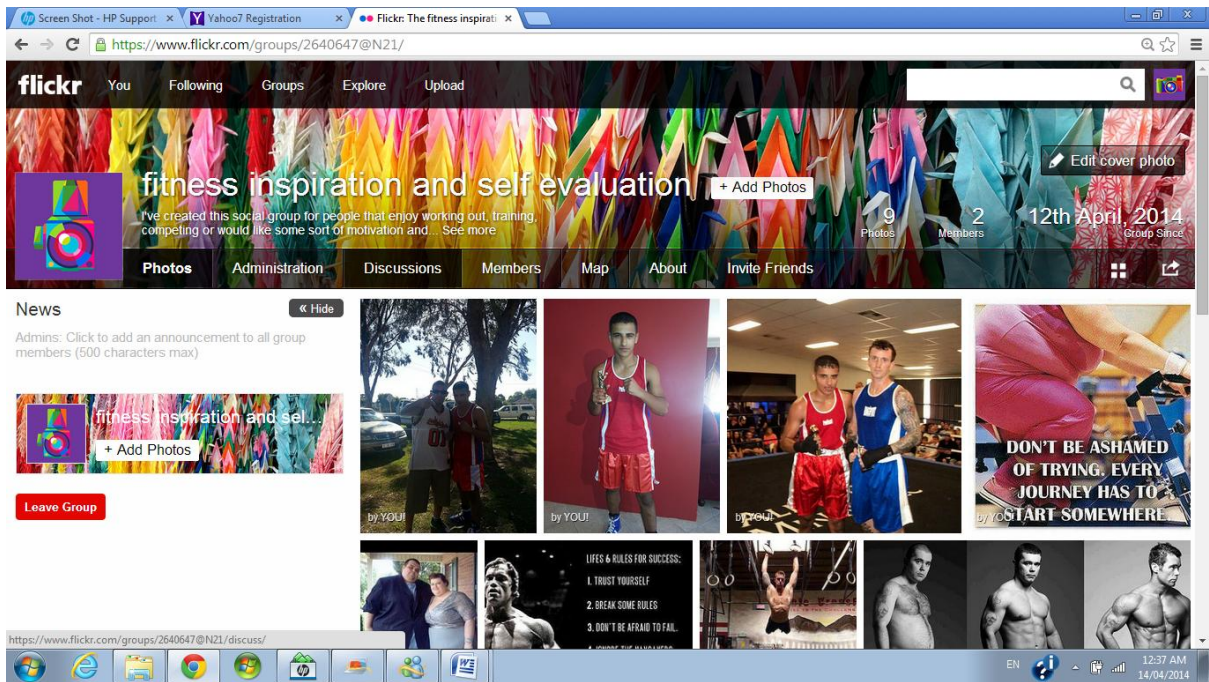 Screen Shot - HP Support
Yahoo7 Registration
Flickr: The fitness inspirati
https://www.flickr.com/groups/2640647@N21/
flickr
You
Following
Groups
Explore
Upload
Edit cover photo
fitness inspiration and self evaluation
+ Add Photos
I've created this social group for people that enjoy working out, training,
competing or would like some sort of motivation and... See more
9
Photos
2
Members
12th April, 2014
Group Since
Photos
Administration
Discussions
Members
Map
About
Invite Friends
News
« Hide
Admins: Click to add an announcement to all group
members (500 characters max)
fitness inspiration and sel...
+ Add Photos
Leave Group
by YOU!
by YOU!
by YOU!
DON'T BE ASHAMED
OF TRYING. EVERY
JOURNEY HAS TO
START SOMEWHERE.
by YOU!
LIFES 6 RULES FOR SUCCESS:
1. TRUST YOURSELF
2. BREAK SOME RULES
3. DON'T BE AFRAID TO FAIL.
https://www.flickr.com/groups/2640647@N21/discuss/
EN
12:37 AM
14/04/2014